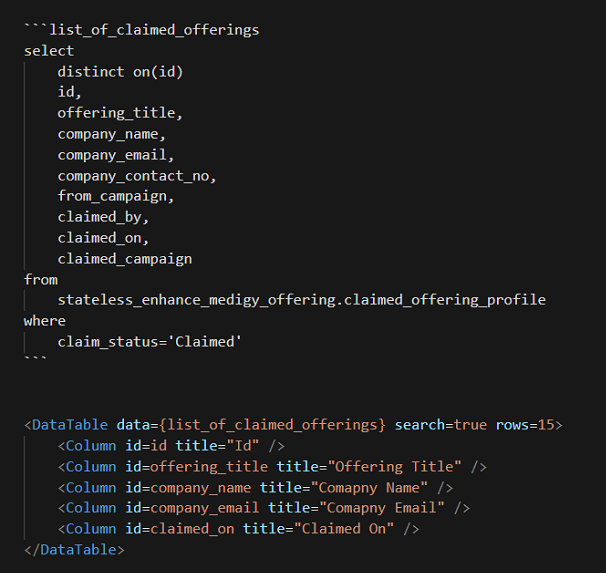 ```list_of_claimed_offerings
select
    distinct on(id)
    id,
    offering_title,
    company_name,
    company_email,
    company_contact_no,
    from_campaign,
    claimed_by,
    claimed_on,
    claimed_campaign
from
    stateless_enhance_medigy_offering.claimed_offering_profile
where
    claim_status='Claimed'
```
<DataTable data={list_of_claimed_offerings} search=true rows=15>
    <Column id=id title="Id" />
    <Column id=offering_title title="Offering Title" />
    <Column id=company_name title="Comapny Name" />
    <Column id=company_email title="Comapny Email" />
    <Column id=claimed_on title="Claimed On" />
</DataTable>